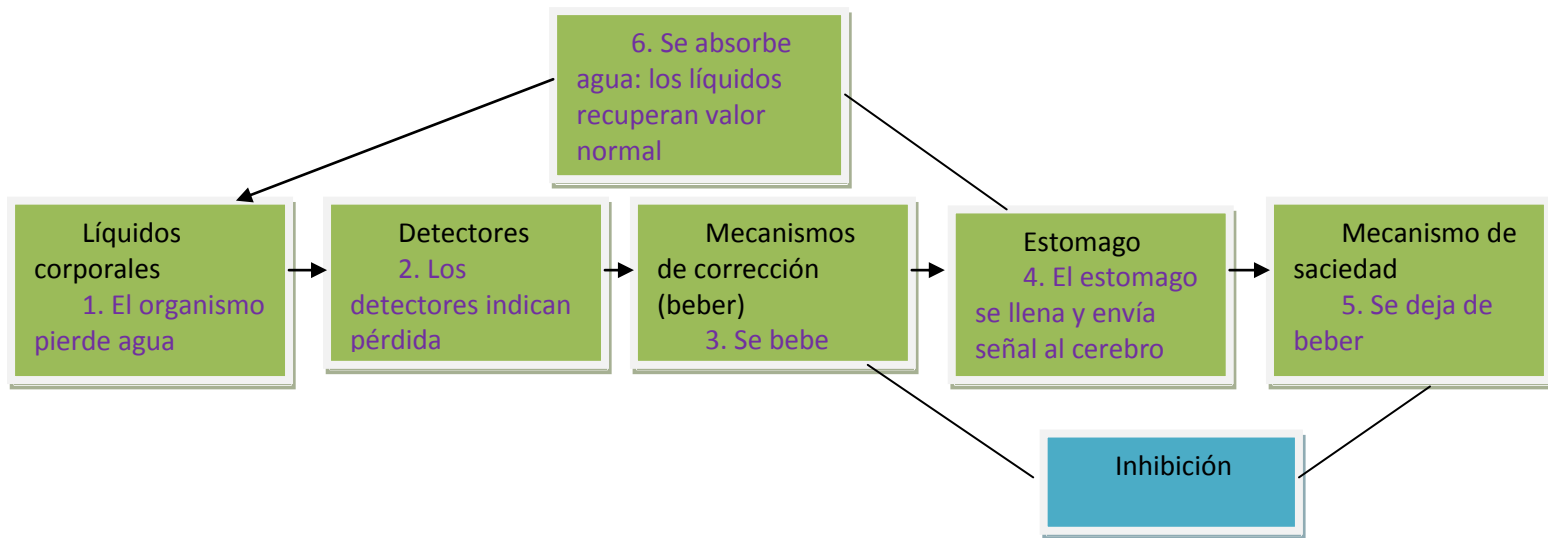 6. Se absorbe
agua: los líquidos
recuperan valor
normal
Líquidos
corporales
1. El organismo
pierde agua
Detectores
2. Los
detectores indican
pérdida
Mecanismos
de corrección
(beber)
3. Se bebe
Estomago
4. El estomago
se llena y envía
señal al cerebro
Mecanismo de
saciedad
5. Se deja de
beber
Inhibición